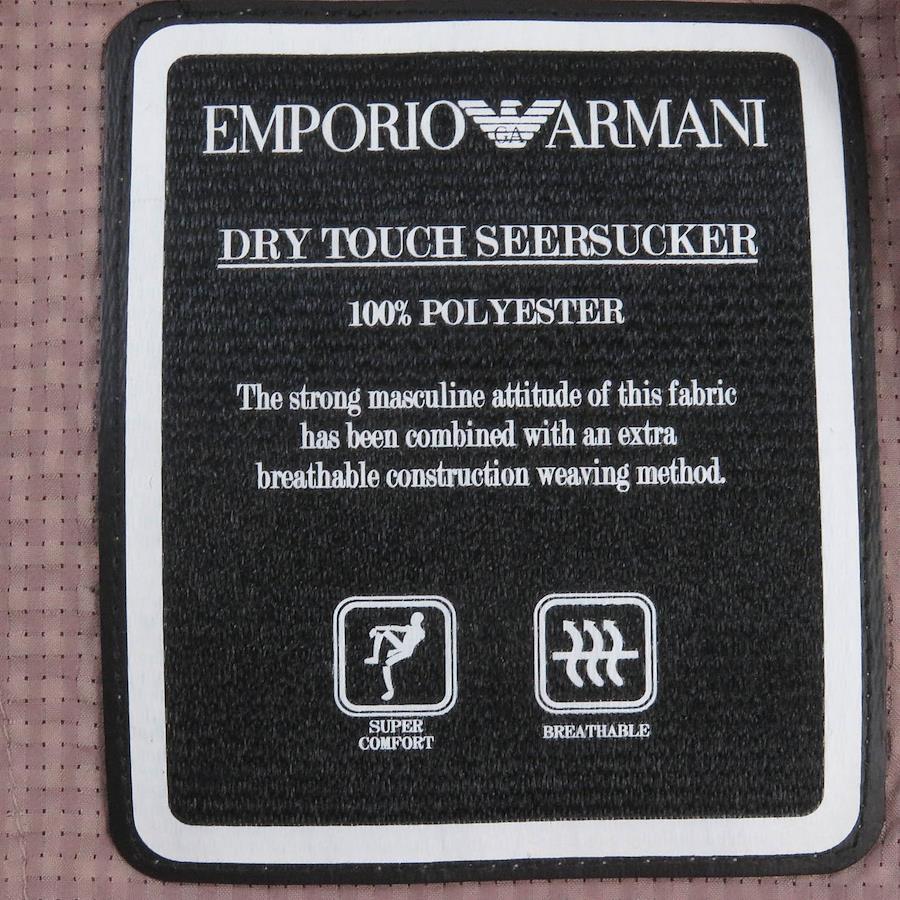 EMPORIO GA ARMANI
DRY TOUCH SEERSUCKER
100% POLYESTER
The strong masculine attitude of this fabric
has been combined with an extra
breathable construction weaving method.
SUPER
COMFORT
BREATHABLE